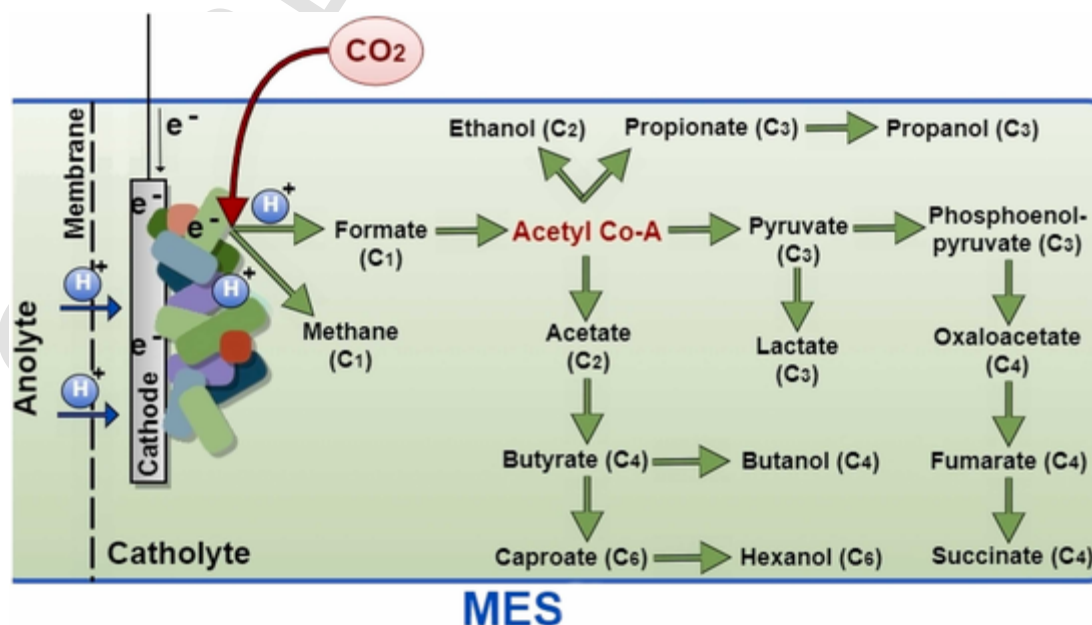 CO2
Membrane
e-
Ethanol (C2)
Propionate (C3)
Propanol (C3)
e-
H+
e-
Formate
(C1)
Acetyl Co-A
Pyruvate
(C3)
Phosphoenol-
pyruvate (C3)
H+
H+
Anolyte
e-
Methane
(C1)
Acetate
(C2)
Lactate
(C3)
Oxaloacetate
(C4)
H+
Cathode
Butyrate (C4)
Butanol (C4)
Fumarate (C4)
Catholyte
Caproate (C6)
Hexanol (C6)
Succinate (C4)
MES